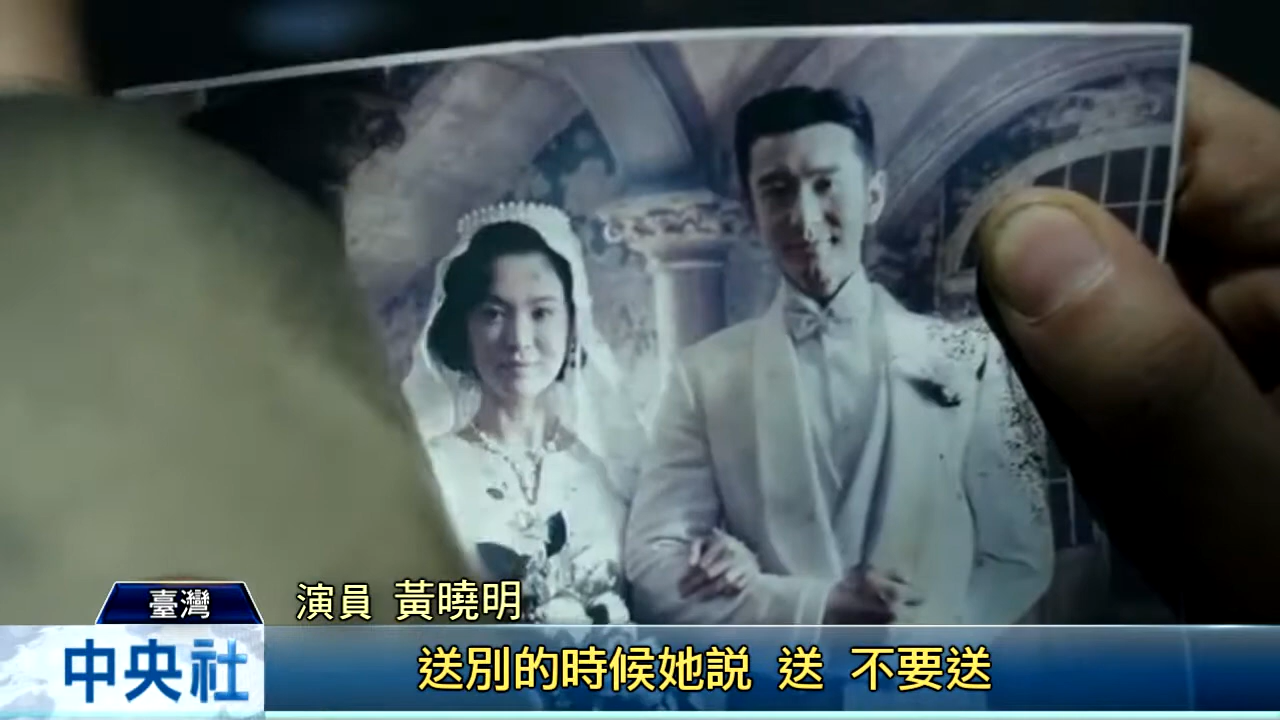 臺灣
演員 黃曉明
中央社
送別的時候她説 送 不要送